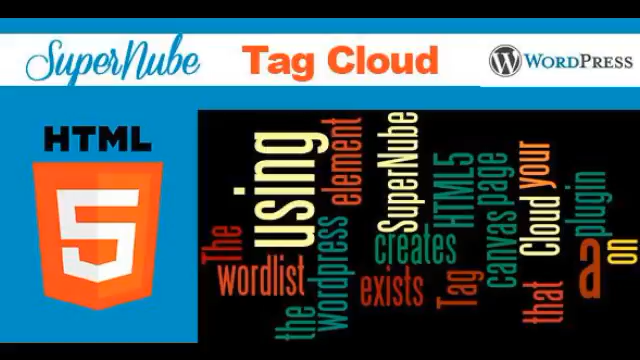 SuperNube
Tag Cloud
WORDPRESS
HTML
5
The
wordlist
using
the
wordpress
element
SuperNube
creates
exists
HTML5
Tag
canvas
page
Cloud
your
that
plugin
a
on